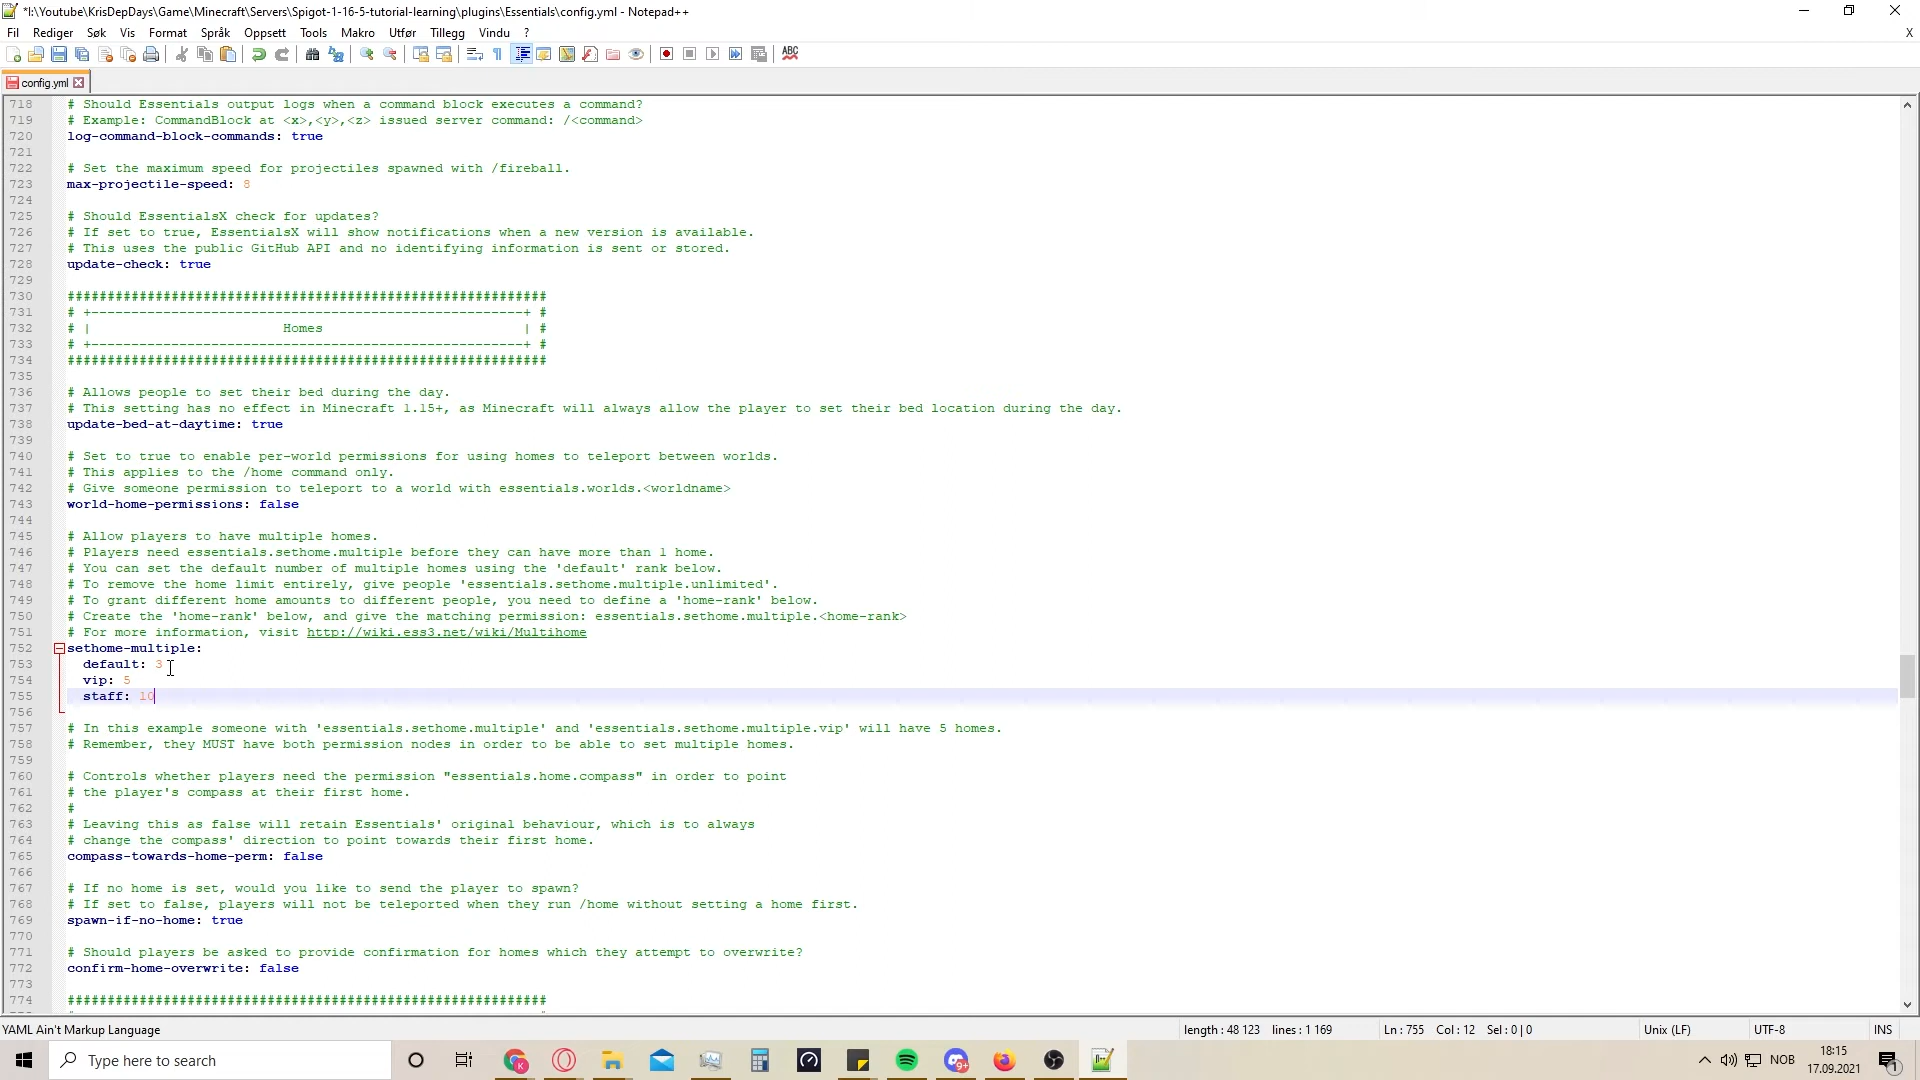 *I:\Youtube\KrisDepDays\Game\Minecraft\Servers\Spigot-1-16-5-tutorial-learning\plugins\Essentials\config.yml - Notepad++
Fil Rediger Søk Vis Format Språk Oppsett Tools Makro Utfør Tillegg Vindu ? X
config.yml
718 # Should Essentials output logs when a command block executes a command?
719 # Example: CommandBlock at <x>,<y>,<z> issued server command: /<command>
720 log-command-block-commands: true
721
722 # Set the maximum speed for projectiles spawned with /fireball.
723 max-projectile-speed: 8
724
725 # Should EssentialsX check for updates?
726 # If set to true, EssentialsX will show notifications when a new version is available.
727 # This uses the public GitHub API and no identifying information is sent or stored.
728 update-check: true
729
730 ############################################################
731 # +------------------------------------------------------+ #
732 # | Homes | #
733 # +------------------------------------------------------+ #
734 ############################################################
735
736 # Allows people to set their bed during the day.
737 # This setting has no effect in Minecraft 1.15+, as Minecraft will always allow the player to set their bed location during the day.
738 update-bed-at-daytime: true
739
740 # Set to true to enable per-world permissions for using homes to teleport between worlds.
741 # This applies to the /home command only.
742 # Give someone permission to teleport to a world with essentials.worlds.<worldname>
743 world-home-permissions: false
744
745 # Allow players to have multiple homes.
746 # Players need essentials.sethome.multiple before they can have more than 1 home.
747 # You can set the default number of multiple homes using the 'default' rank below.
748 # To remove the home limit entirely, give people 'essentials.sethome.multiple.unlimited'.
749 # To grant different home amounts to different people, you need to define a 'home-rank' below.
750 # Create the 'home-rank' below, and give the matching permission: essentials.sethome.multiple.<home-rank>
751 # For more information, visit http://wiki.ess3.net/wiki/Multihome
752 sethome-multiple:
753 default: 3
754 vip: 5
755 staff: 10
756
757 # In this example someone with 'essentials.sethome.multiple' and 'essentials.sethome.multiple.vip' will have 5 homes.
758 # Remember, they MUST have both permission nodes in order to be able to set multiple homes.
759
760 # Controls whether players need the permission "essentials.home.compass" in order to point
761 # the player's compass at their first home.
762 #
763 # Leaving this as false will retain Essentials' original behaviour, which is to always
764 # change the compass' direction to point towards their first home.
765 compass-towards-home-perm: false
766
767 # If no home is set, would you like to send the player to spawn?
768 # If set to false, players will not be teleported when they run /home without setting a home first.
769 spawn-if-no-home: true
770
771 # Should players be asked to provide confirmation for homes which they attempt to overwrite?
772 confirm-home-overwrite: false
773
774 ############################################################
YAML Ain't Markup Language length : 48 123 lines : 1 169 Ln : 755 Col : 12 Sel : 0 | 0 Unix (LF) UTF-8 INS
Type here to search NOB 18:15
17.09.2021